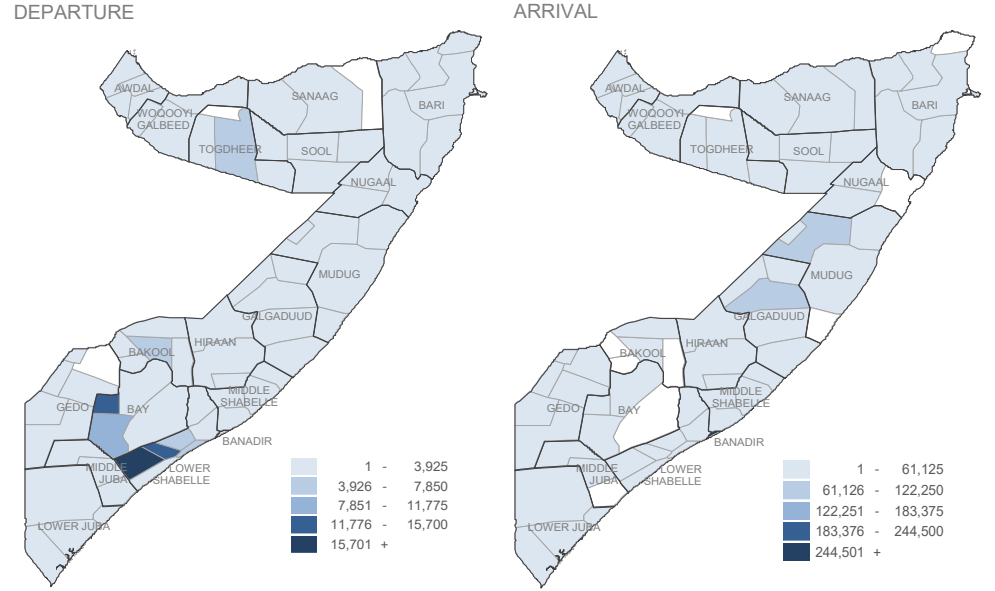 DEPARTURE
AWDAL
WOQOOYI
GALBEED
TOGDHEER
SANAAG
SOOL
BARI
NUGAAL
MUDUG
GALGADUUD
HIRAAN
BAKOOL
MIDDLE
SHABELLE
GEDO
BAY
BANADIR
MIDDLE
JUBA
LOWER
SHABELLE
LOWER JUBA
1 - 3,925
3,926 - 7,850
7,851 - 11,775
11,776 - 15,700
15,701 +
ARRIVAL
AWDAL
WOQOOYI
GALBEED
TOGDHEER
SANAAG
SOOL
BARI
NUGAAL
MUDUG
GALGADUUD
HIRAAN
BAKOOL
MIDDLE
SHABELLE
GEDO
BAY
BANADIR
MIDDLE
JUBA
LOWER
SHABELLE
LOWER JUBA
1 - 61,125
61,126 - 122,250
122,251 - 183,375
183,376 - 244,500
244,501 +